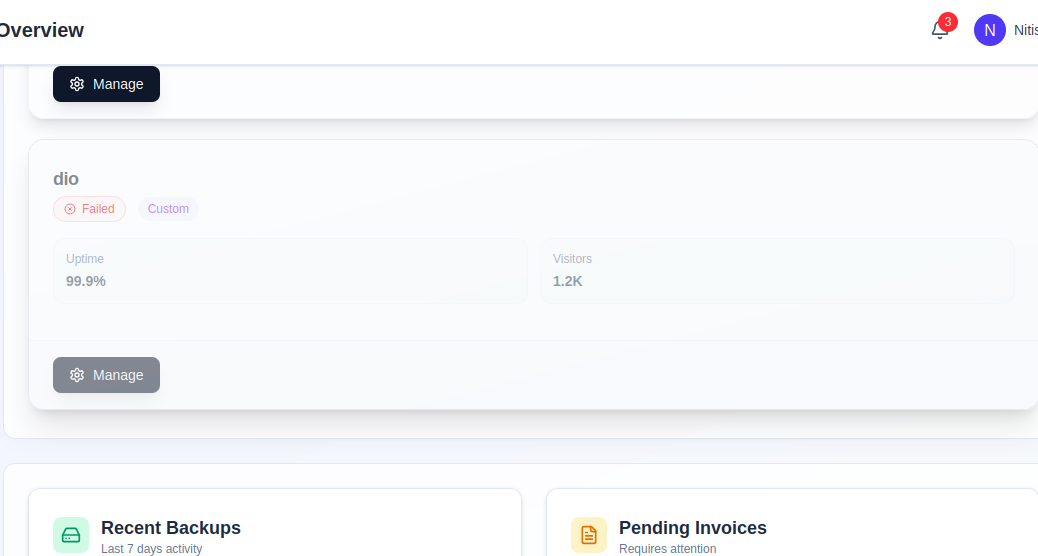 Overview
3
N
Manage
dio
Failed
Custom
Uptime
Visitors
99.9%
1.2K
Manage
Recent Backups
Last 7 days activity
Pending Invoices
Requires attention